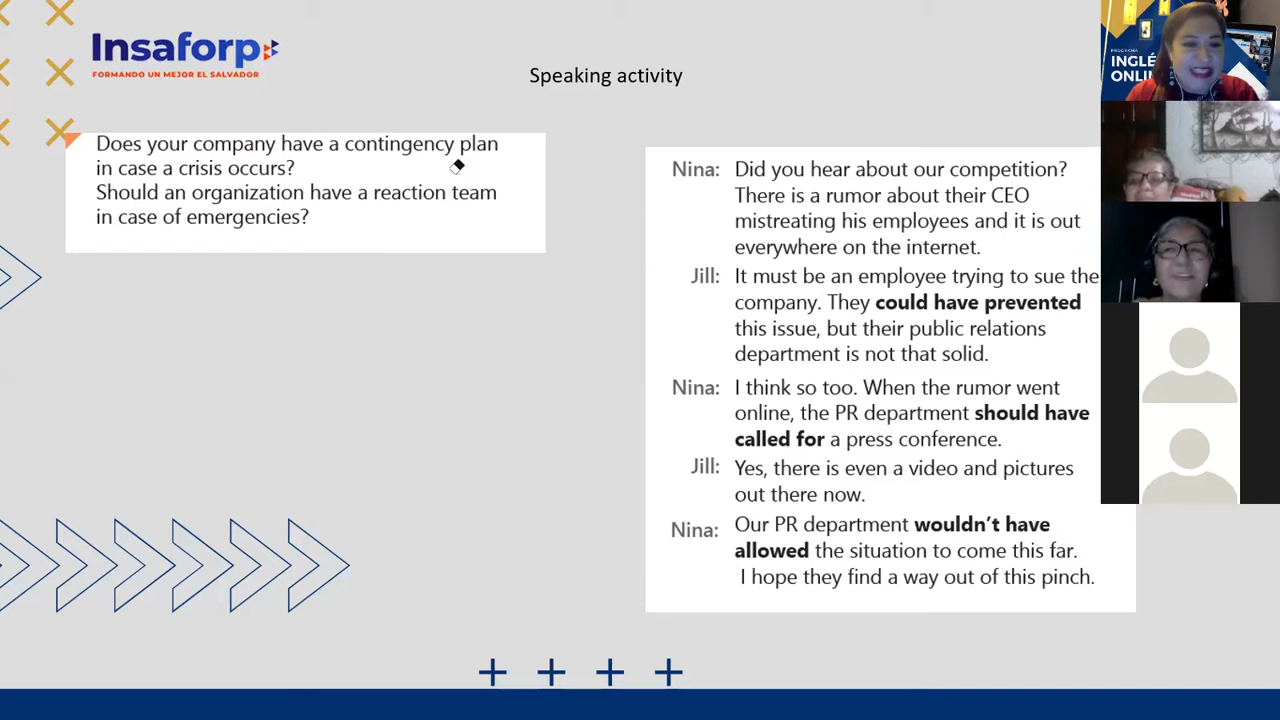 Insaforp
FORMANDO UN MEJOR EL SALVADOR
Speaking activity
Does your company have a contingency plan
in case a crisis occurs?
Should an organization have a reaction team
in case of emergencies?
Nina: Did you hear about our competition?
There is a rumor about their CEO
mistreating his employees and it is out
everywhere on the internet.
Jill: It must be an employee trying to sue the
company. They could have prevented
this issue, but their public relations
department is not that solid.
Nina: I think so too. When the rumor went
online, the PR department should have
called for a press conference.
Jill: Yes, there is even a video and pictures
out there now.
Nina: Our PR department wouldn't have
allowed the situation to come this far.
I hope they find a way out of this pinch.
PROGRAMA